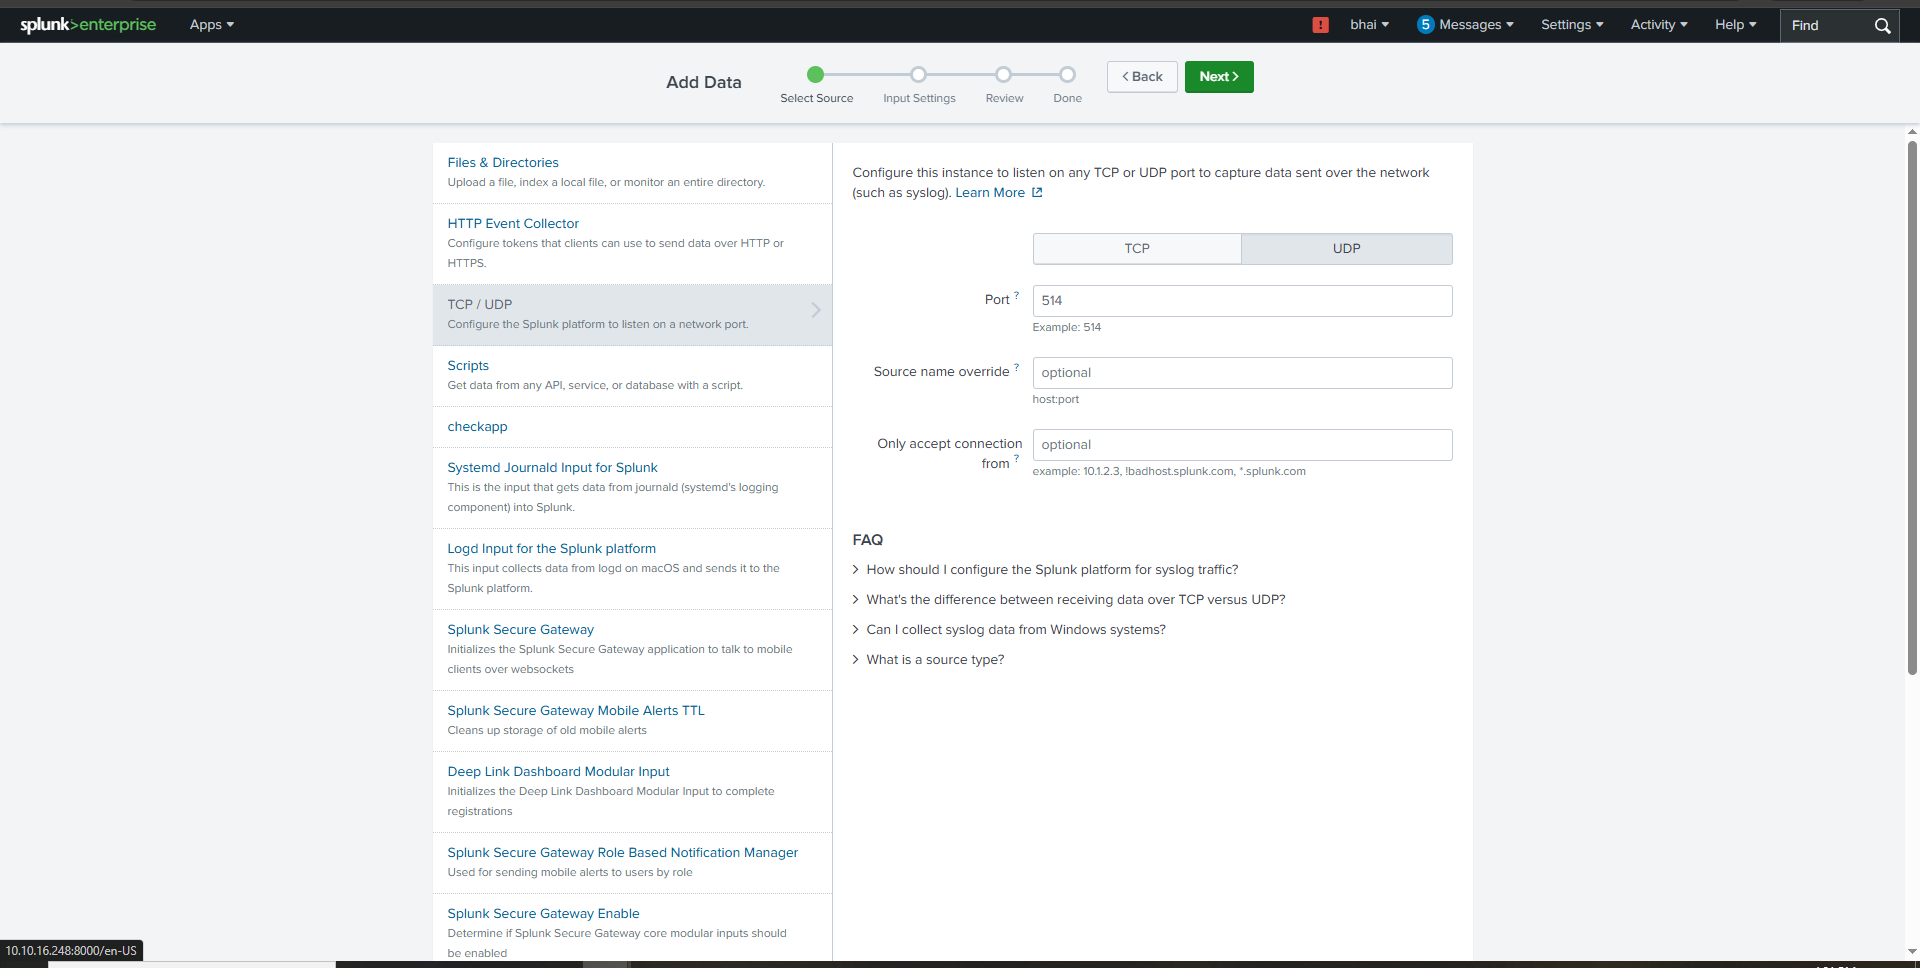 splunk>enterprise Apps bhai 5 Messages Settings Activity Help Find
Add Data
Select Source Input Settings Review Done
Back Next
Files & Directories
Upload a file, index a local file, or monitor an entire directory.
HTTP Event Collector
Configure tokens that clients can use to send data over HTTP or
HTTPS.
TCP / UDP
Configure the Splunk platform to listen on a network port.
Scripts
Get data from any API, service, or database with a script.
checkapp
Systemd Journald Input for Splunk
This is the input that gets data from journald (systemd's logging
component) into Splunk.
Logd Input for the Splunk platform
This input collects data from logd on macOS and sends it to the
Splunk platform.
Splunk Secure Gateway
Initializes the Splunk Secure Gateway application to talk to mobile
clients over websockets
Splunk Secure Gateway Mobile Alerts TTL
Cleans up storage of old mobile alerts
Deep Link Dashboard Modular Input
Initializes the Deep Link Dashboard Modular Input to complete
registrations
Splunk Secure Gateway Role Based Notification Manager
Used for sending mobile alerts to users by role
Splunk Secure Gateway Enable
Determine if Splunk Secure Gateway core modular inputs should
be enabled
Configure this instance to listen on any TCP or UDP port to capture data sent over the network
(such as syslog). Learn More
TCP UDP
Port ? 514
Example: 514
Source name override ? optional
host:port
Only accept connection
from ?
optional
example: 10.1.2.3, !badhost.splunk.com, *.splunk.com
FAQ
> How should I configure the Splunk platform for syslog traffic?
> What's the difference between receiving data over TCP versus UDP?
> Can I collect syslog data from Windows systems?
> What is a source type?
10.10.16.248:8000/en-US